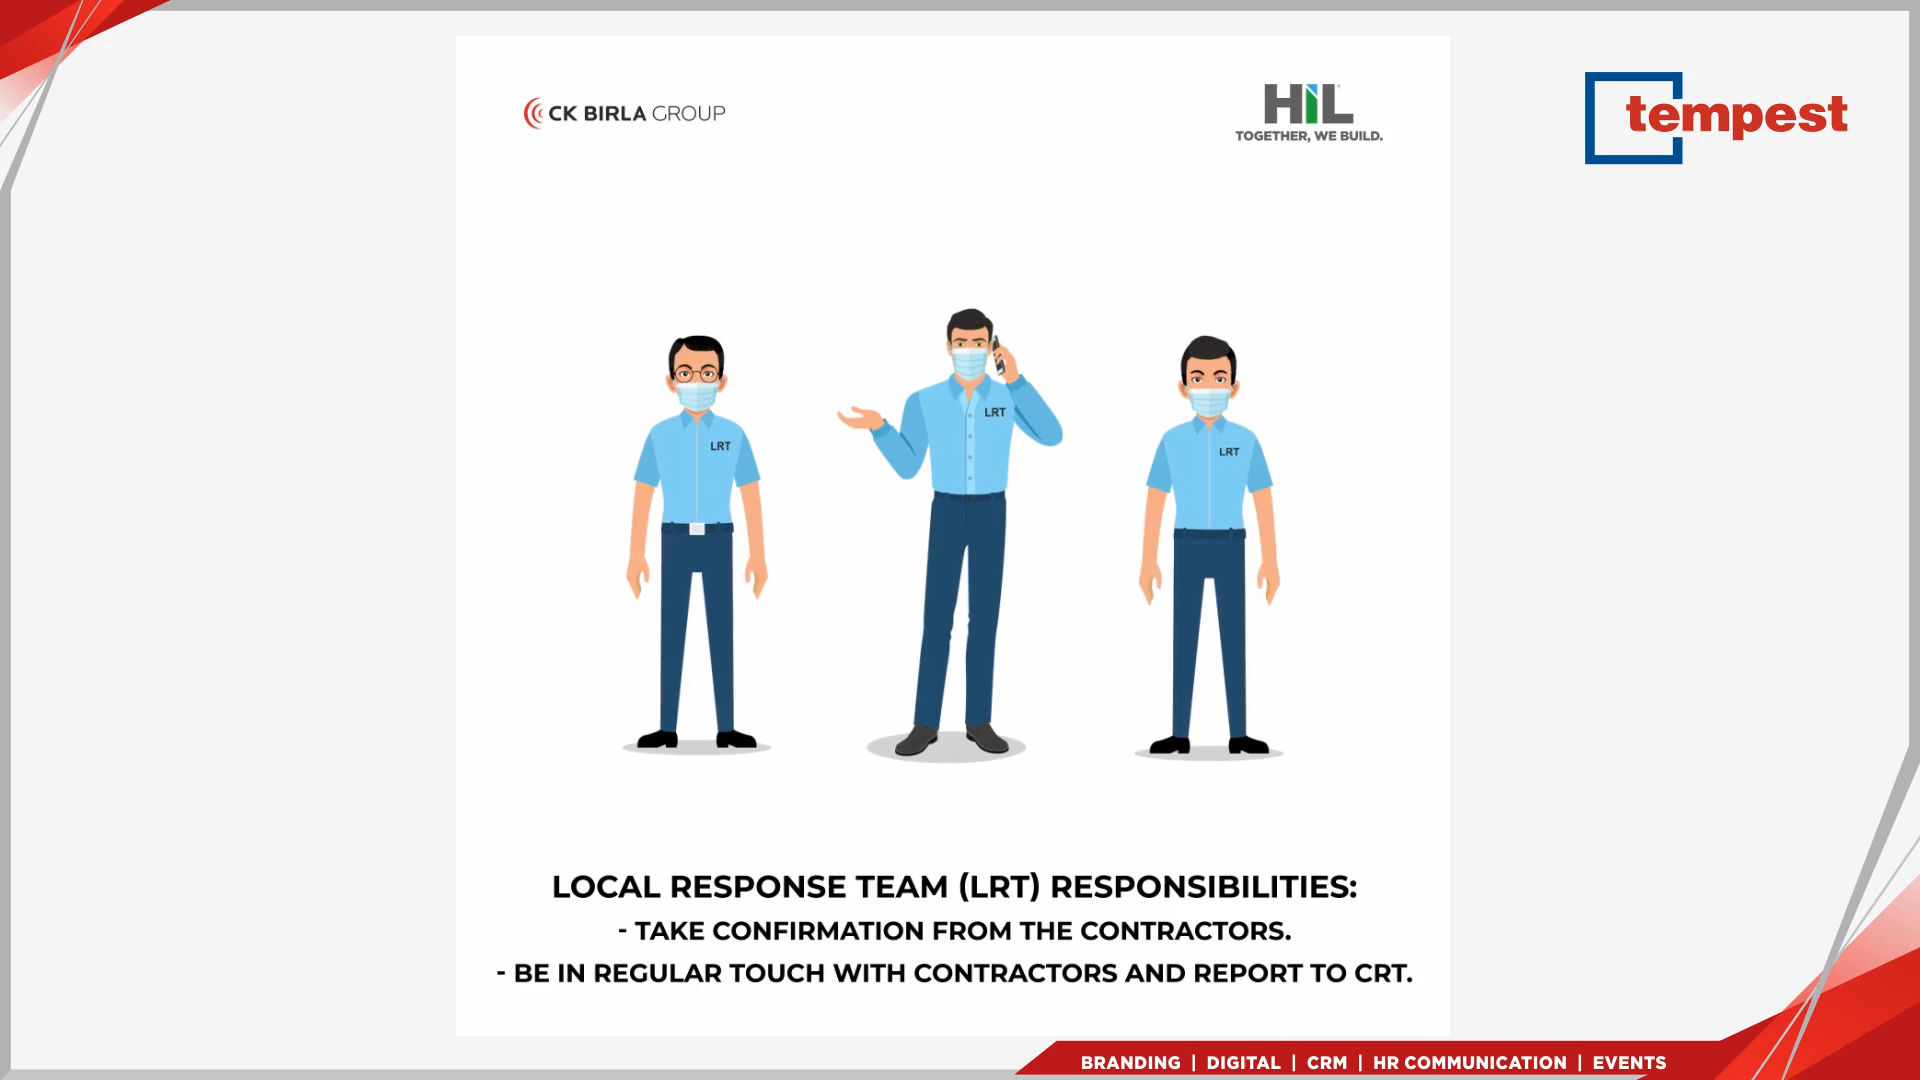 CK BIRLA GROUP
HIL
TOGETHER, WE BUILD.
tempest
LRT
LRT
LRT
LOCAL RESPONSE TEAM (LRT) RESPONSIBILITIES:
- TAKE CONFIRMATION FROM THE CONTRACTORS.
- BE IN REGULAR TOUCH WITH CONTRACTORS AND REPORT TO CRT.
BRANDING | DIGITAL | CRM | HR COMMUNICATION | EVENTS